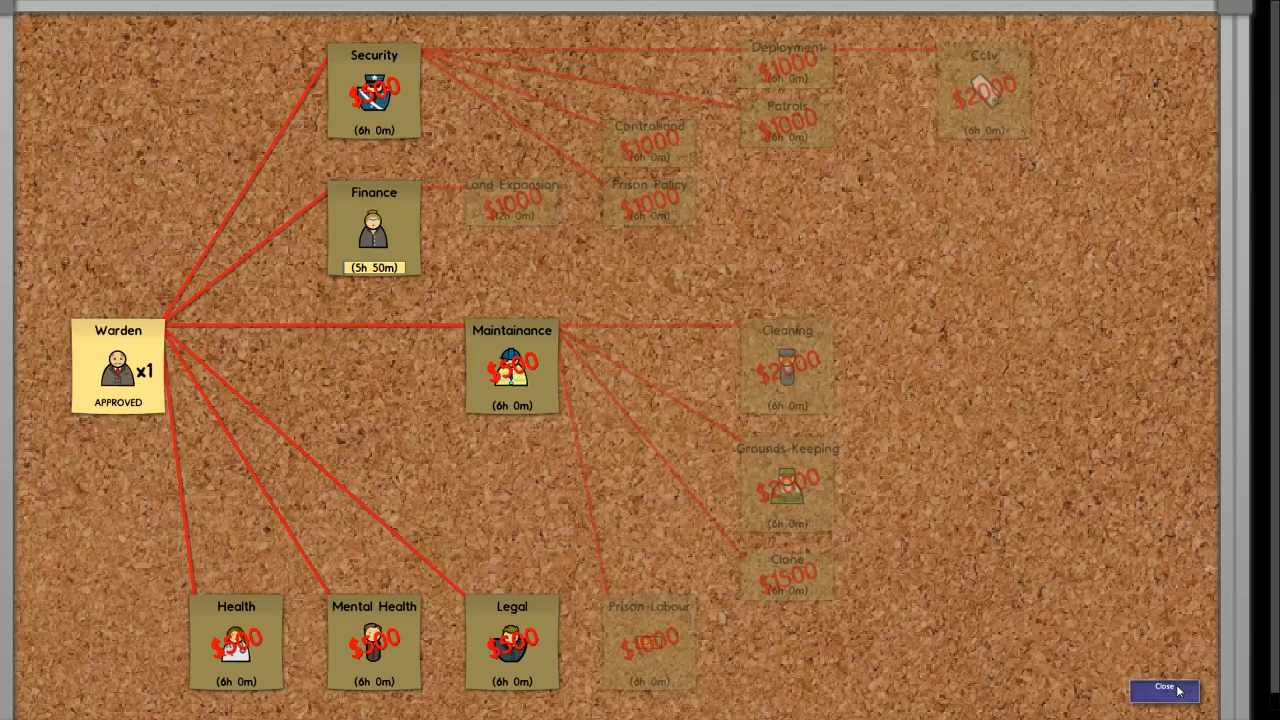 Security
$500
(6h 0m)
Deployment
$1000
(6h 0m)
Cctv
$2000
(6h 0m)
Patrols
$1000
(6h 0m)
Contraband
$1000
(6h 0m)
Finance
(5h 50m)
Land Expansion
$1000
(12h 0m)
Prison Policy
$1000
(6h 0m)
Warden
x1
APPROVED
Maintainance
$500
(6h 0m)
Cleaning
$2000
(6h 0m)
Grounds Keeping
$2000
(6h 0m)
Clone
$1500
(6h 0m)
Health
$500
(6h 0m)
Mental Health
$500
(6h 0m)
Legal
$500
(6h 0m)
Prison Labour
$1000
(6h 0m)
Close